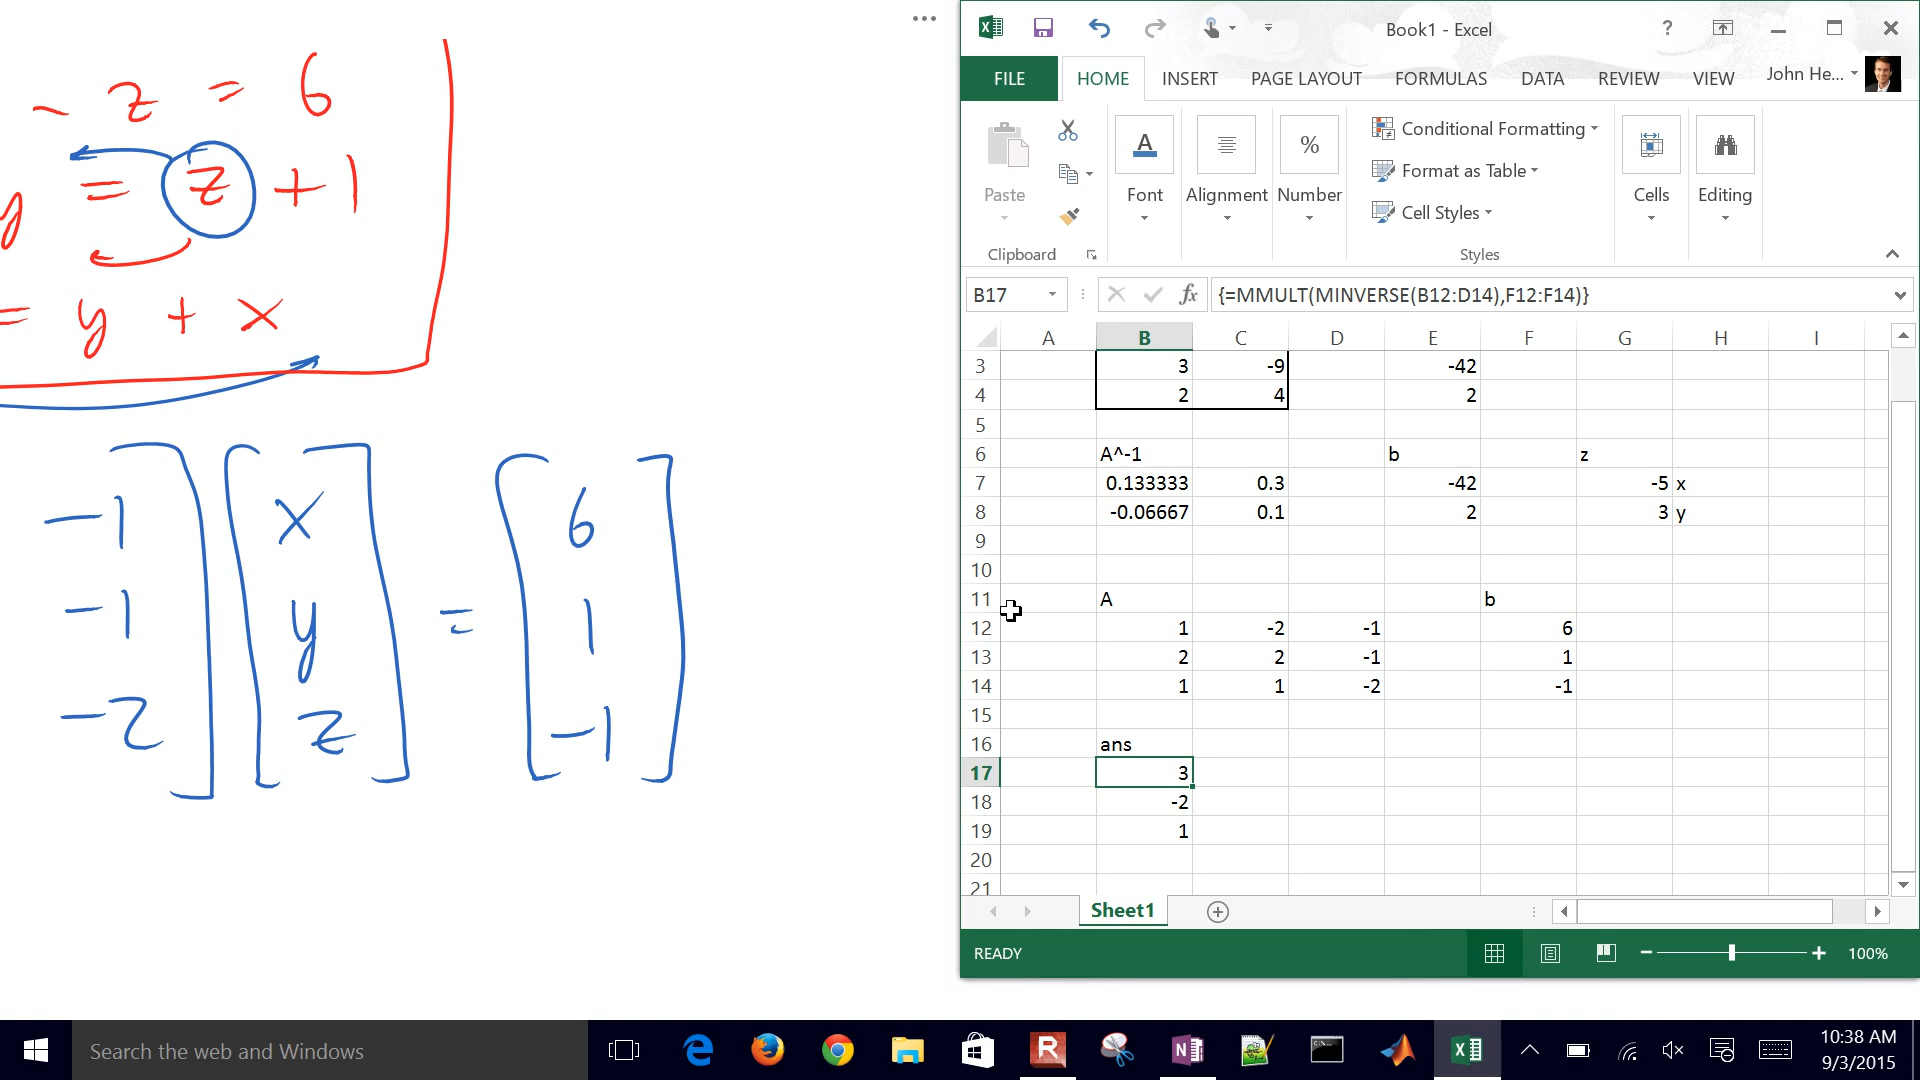 - z = 6
y = z + 1
= y + x
-1 x 6
-1 y = 1
-2 z -1
Book1 - Excel
?
FILE HOME INSERT PAGE LAYOUT FORMULAS DATA REVIEW VIEW John He...
Paste
Clipboard
A
Font
Alignment
%
Number
Conditional Formatting
Format as Table
Cell Styles
Styles
Cells
Editing
B17 fx {=MMULT(MINVERSE(B12:D14),F12:F14)}
A B C D E F G H I
3 3 -9 -42
4 2 4 2
5
6 A^-1 b z
7 0.133333 0.3 -42 -5 x
8 -0.06667 0.1 2 3 y
9
10
11 A b
12 1 -2 -1 6
13 2 2 -1 1
14 1 1 -2 -1
15
16 ans
17 3
18 -2
19 1
20
21
Sheet1
READY 100%
Search the web and Windows
10:38 AM
9/3/2015